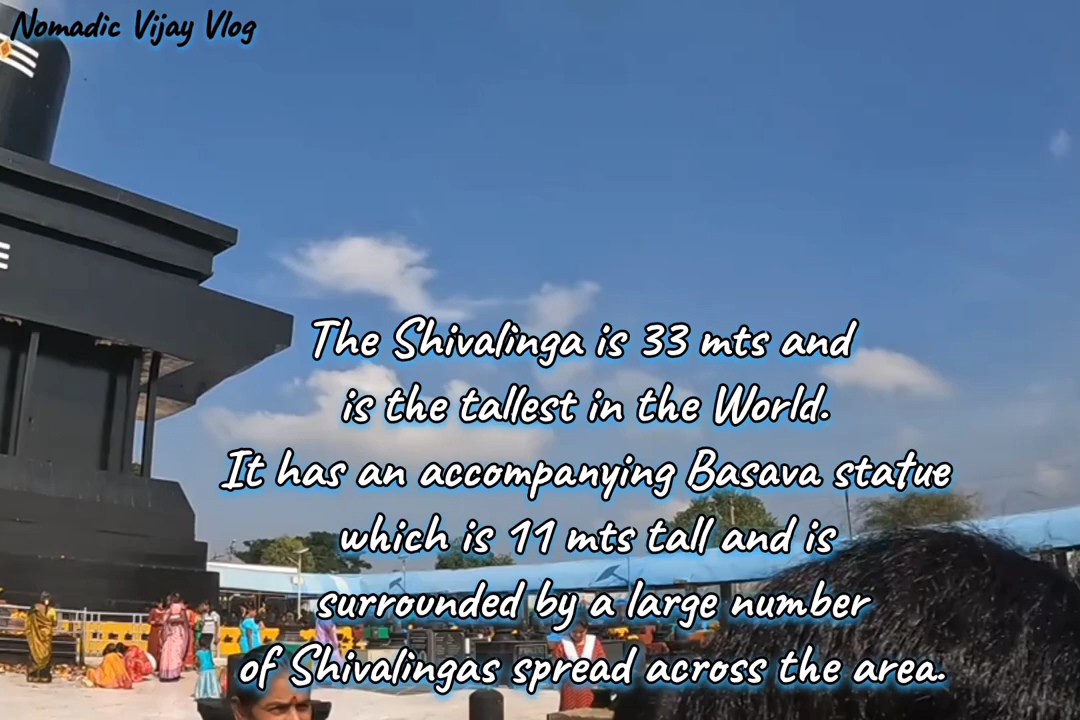 Nomadic Vijay Vlog
The Shivalinga is 33 mts and
is the tallest in the World.
It has an accompanying Basava statue
which is 11 mts tall and is
surrounded by a large number
of Shivalingas spread across the area.